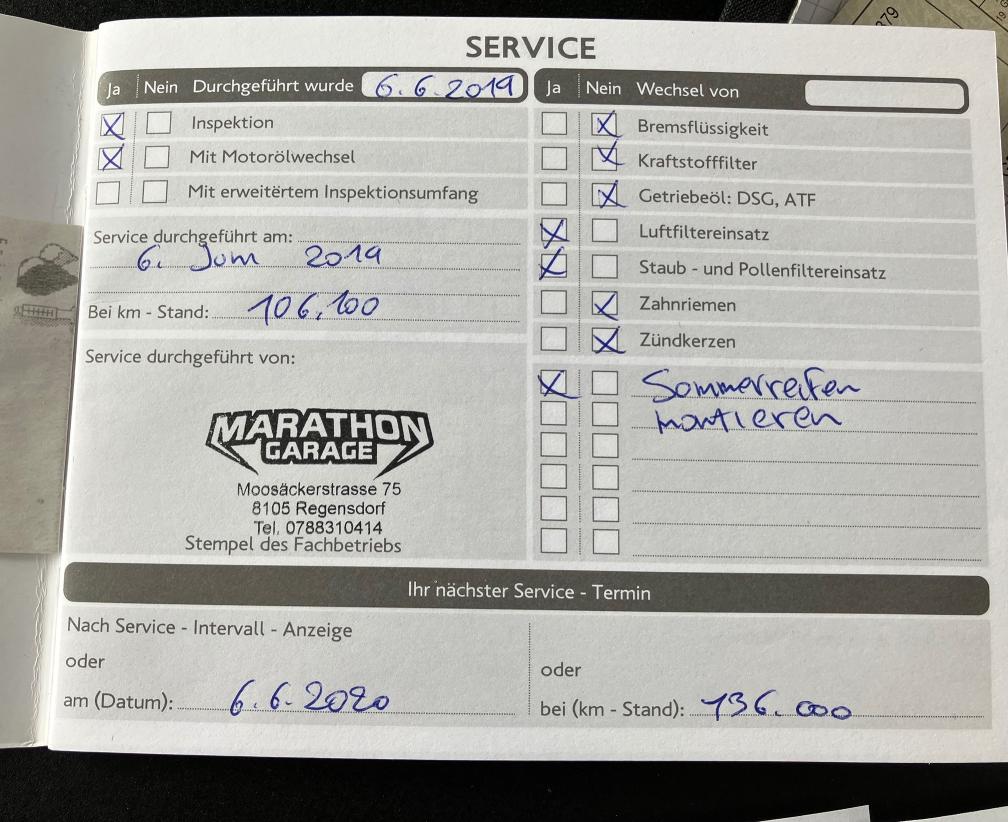 SERVICE
Ja Nein Durchgeführt wurde 6.6.2019
Inspektion
Mit Motorölwechsel
Mit erweitertem Inspektionsumfang
Service durchgeführt am:
6. Juni 2019
Bei km - Stand: 106.100
Service durchgeführt von:
MARATHON
GARAGE
Moosäckerstrasse 75
8105 Regensdorf
Tel. 0788310414
Stempel des Fachbetriebs
Ja Nein Wechsel von
Bremsflüssigkeit
Kraftstofffilter
Getriebeöl: DSG, ATF
Luftfiltereinsatz
Staub - und Pollenfiltereinsatz
Zahnriemen
Zündkerzen
Sommerreifen
montieren
Ihr nächster Service - Termin
Nach Service - Intervall - Anzeige
oder
am (Datum): 6.6.2020
oder
bei (km - Stand): 136.000
379